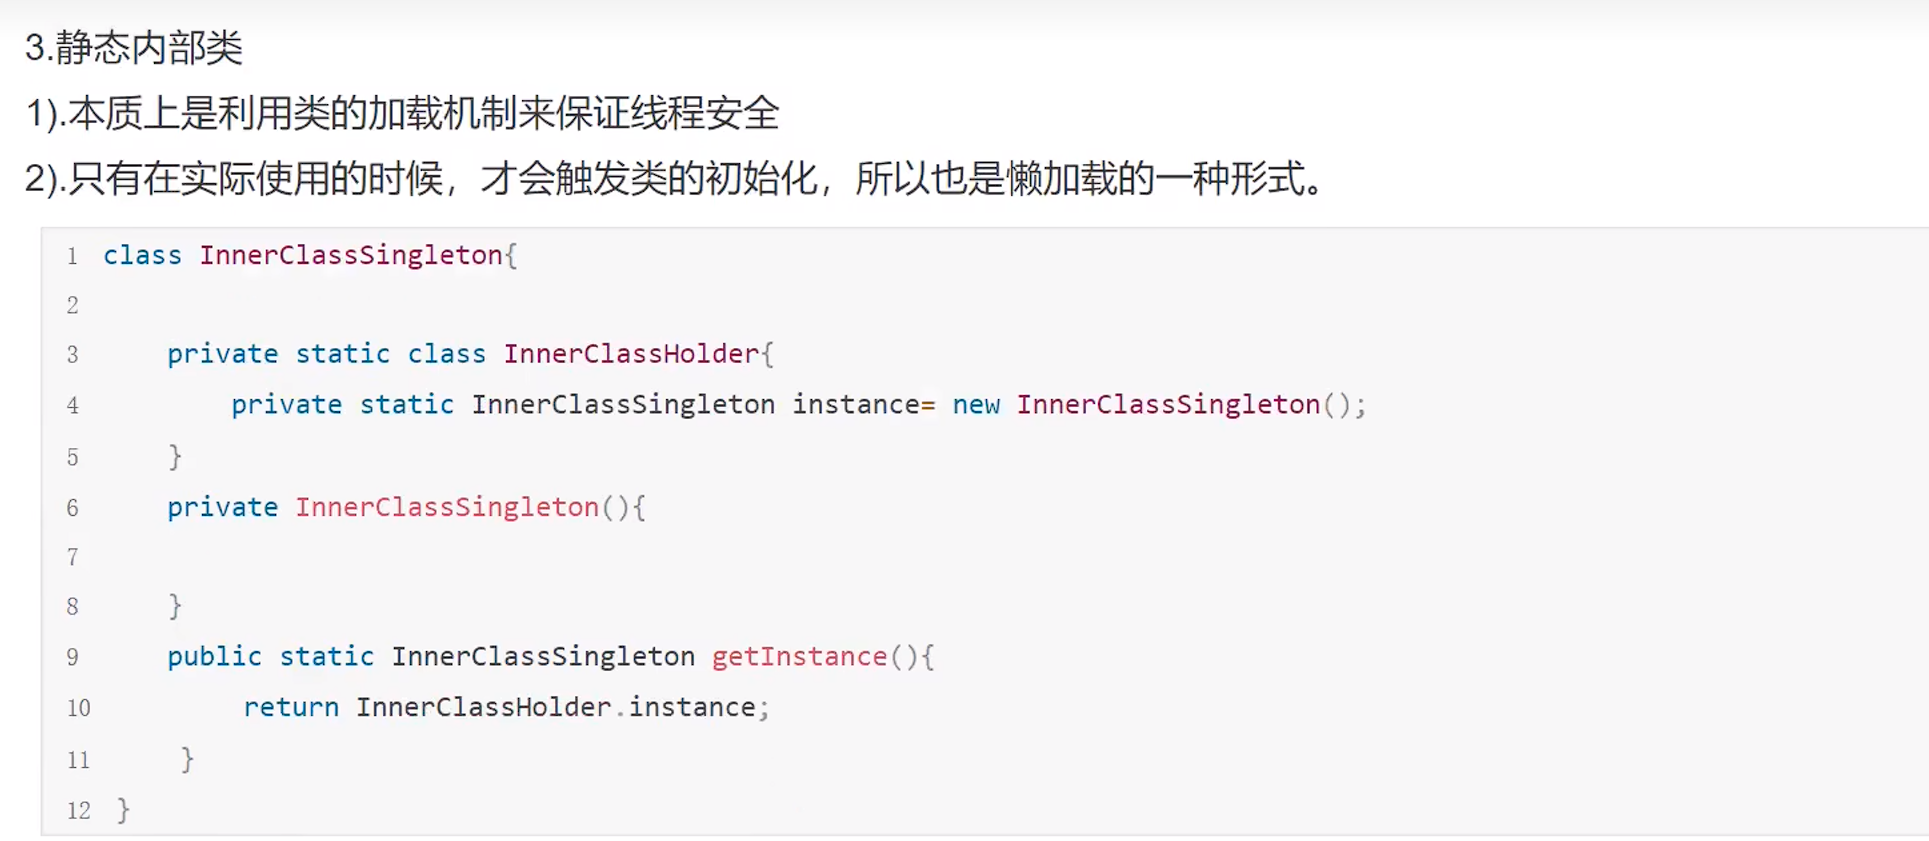 3.静态内部类
1).本质上是利用类的加载机制来保证线程安全
2).只有在实际使用的时候，才会触发类的初始化，所以也是懒加载的一种形式。
1 class InnerClassSingleton{
2
3     private static class InnerClassHolder{
4         private static InnerClassSingleton instance= new InnerClassSingleton();
5     }
6     private InnerClassSingleton(){
7
8     }
9     public static InnerClassSingleton getInstance(){
10         return InnerClassHolder.instance;
11     }
12 }